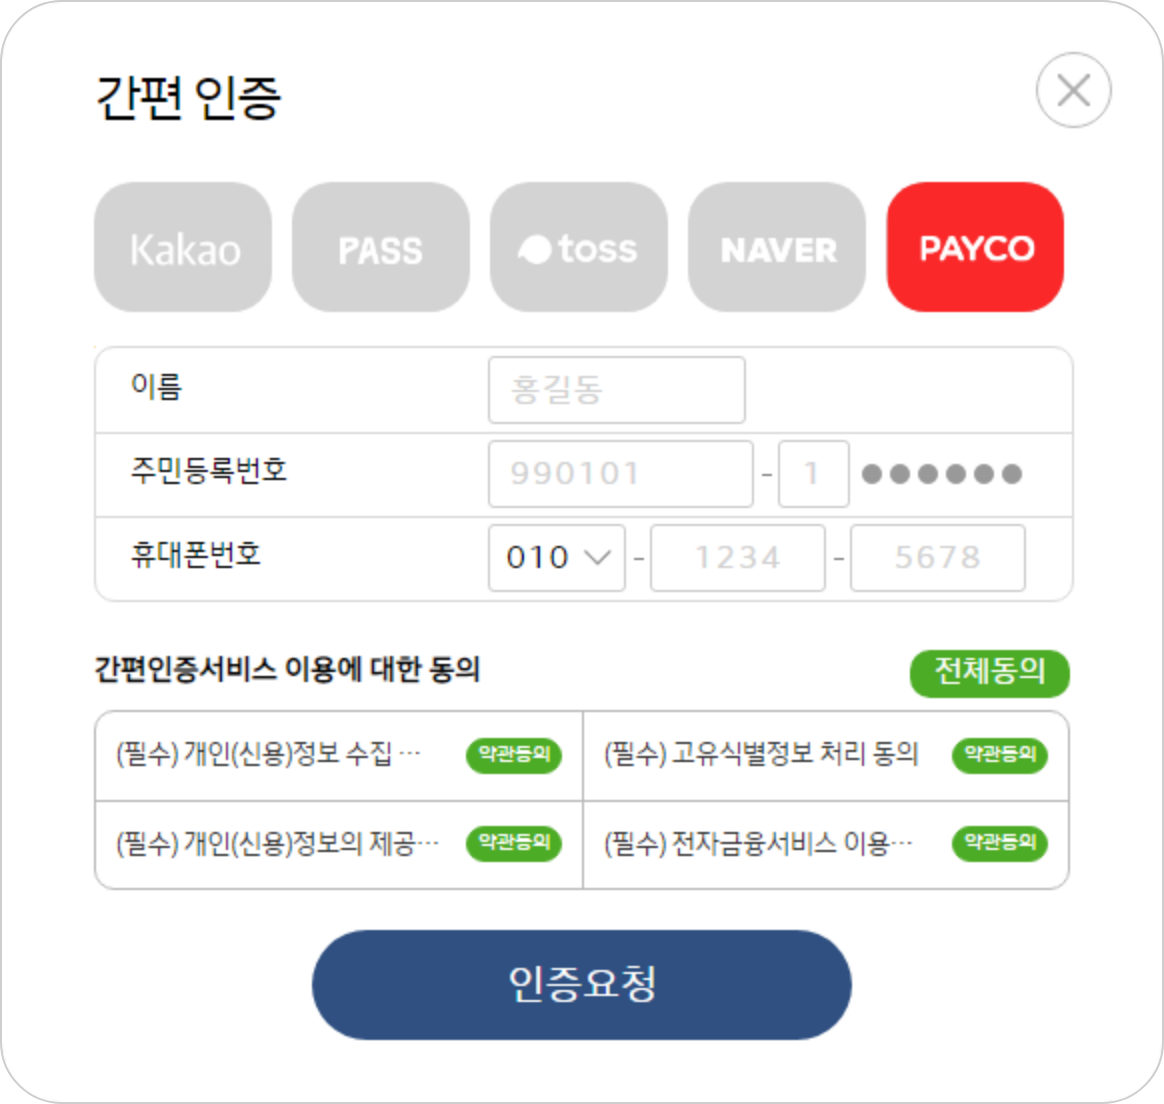 간편 인증
Kakao PASS toss NAVER PAYCO
이름 홍길동
주민등록번호 990101 - 1 ●●●●●●
휴대폰번호 010 - 1234 - 5678
간편인증서비스 이용에 대한 동의 전체동의
(필수) 개인(신용)정보 수집 ··· 약관동의 (필수) 고유식별정보 처리 동의 약관동의
(필수) 개인(신용)정보의 제공··· 약관동의 (필수) 전자금융서비스 이용··· 약관동의
인증요청